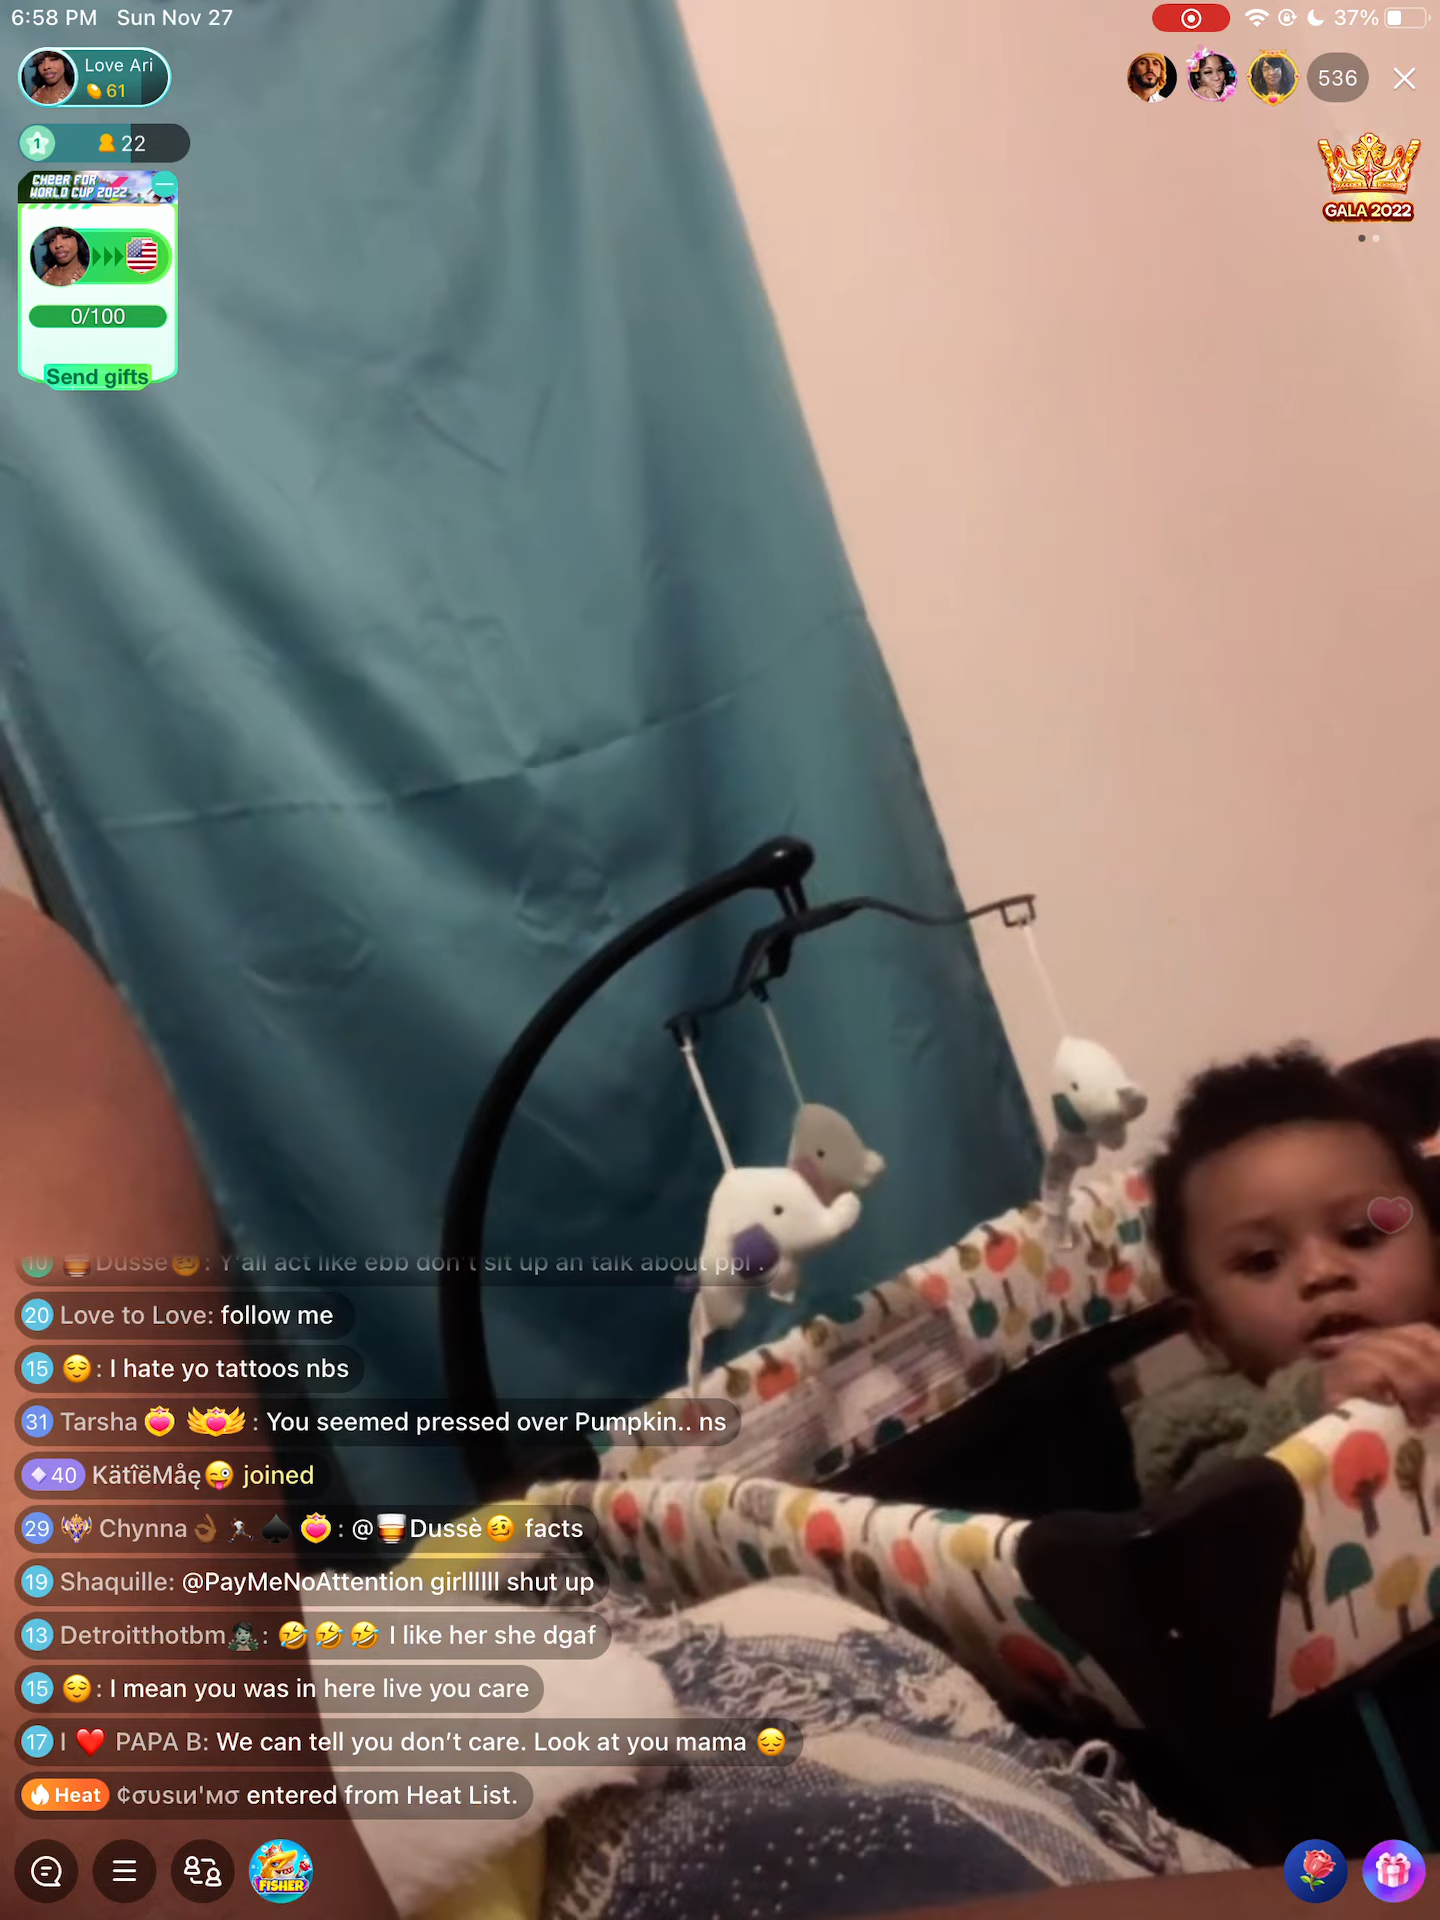 6:58 PM Sun Nov 27
37%
Love Ari
61
536
1
22
CHEER FOR
WORLD CUP 2022
GALA 2022
0/100
Send gifts
10 Dussè: Y'all act like ebb don't sit up an talk about ppl .
20 Love to Love: follow me
15 😌: I hate yo tattoos nbs
31 Tarsha : You seemed pressed over Pumpkin.. ns
40 KätîëMåę😜 joined
29 Chynna👌🏾 ♠️ : @🥃Dussè🥴 facts
19 Shaquille: @PayMeNoAttention girllllll shut up
13 Detroitthotbm: 🤣🤣🤣 I like her she dgaf
15 😌: I mean you was in here live you care
17 I ❤️ PAPA B: We can tell you don't care. Look at you mama 😔
Heat ¢συsιи'мσ entered from Heat List.
FISHER